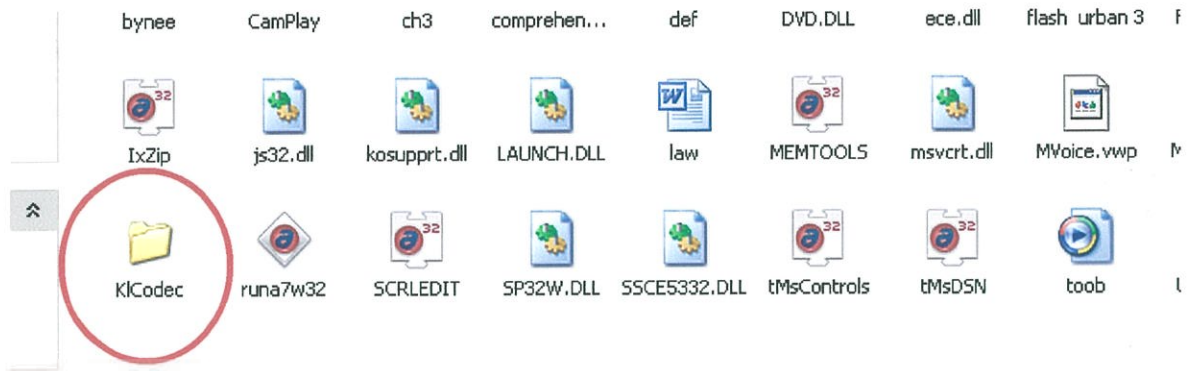 bynee CamPlay ch3 comprehen... def DVD.DLL ece.dll flash urban 3
IxZip js32.dll kosupprt.dll LAUNCH.DLL law MEMTOOLS msvcrt.dll MVoice.vwp
KlCodec runa7w32 SCRLEDIT SP32W.DLL SSCE5332.DLL tMsControls tMsDSN toob